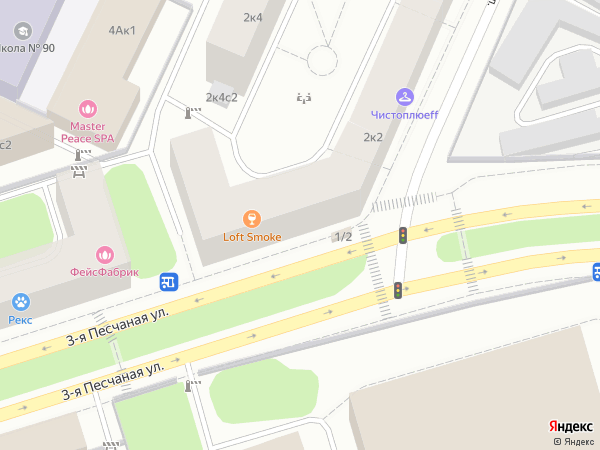 2к4
4Ак1
Школа № 90
2к4с2
Чистоплюеff
Master
Peace SPA
2к2
с2
Loft Smoke
1/2
ФейсФабрик
Рекс
3-я Песчаная ул.
3-я Песчаная ул.
Яндекс
© Яндекс